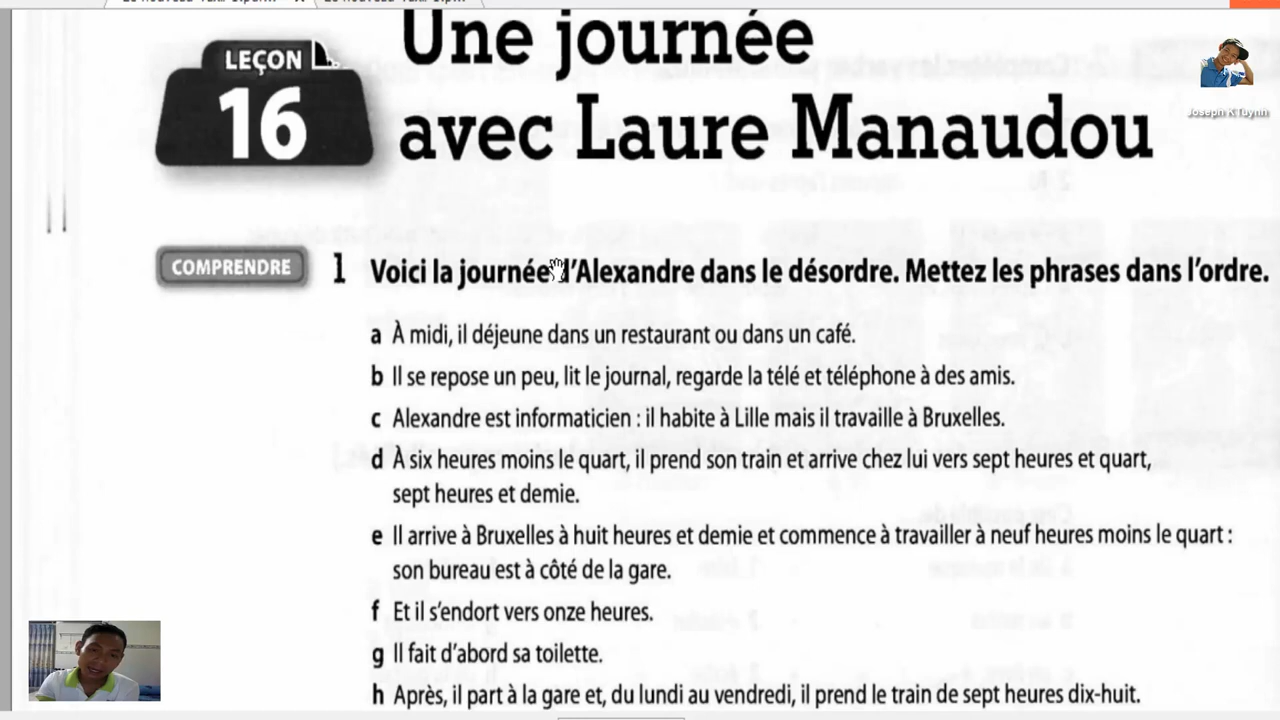 Une journée
LEÇON
16
avec Laure Manaudou
Joseph KTuynh
COMPRENDRE
1 Voici la journée d'Alexandre dans le désordre. Mettez les phrases dans l'ordre.
a À midi, il déjeune dans un restaurant ou dans un café.
b Il se repose un peu, lit le journal, regarde la télé et téléphone à des amis.
c Alexandre est informaticien : il habite à Lille mais il travaille à Bruxelles.
d À six heures moins le quart, il prend son train et arrive chez lui vers sept heures et quart,
sept heures et demie.
e Il arrive à Bruxelles à huit heures et demie et commence à travailler à neuf heures moins le quart :
son bureau est à côté de la gare.
f Et il s'endort vers onze heures.
g Il fait d'abord sa toilette.
h Après, il part à la gare et, du lundi au vendredi, il prend le train de sept heures dix-huit.